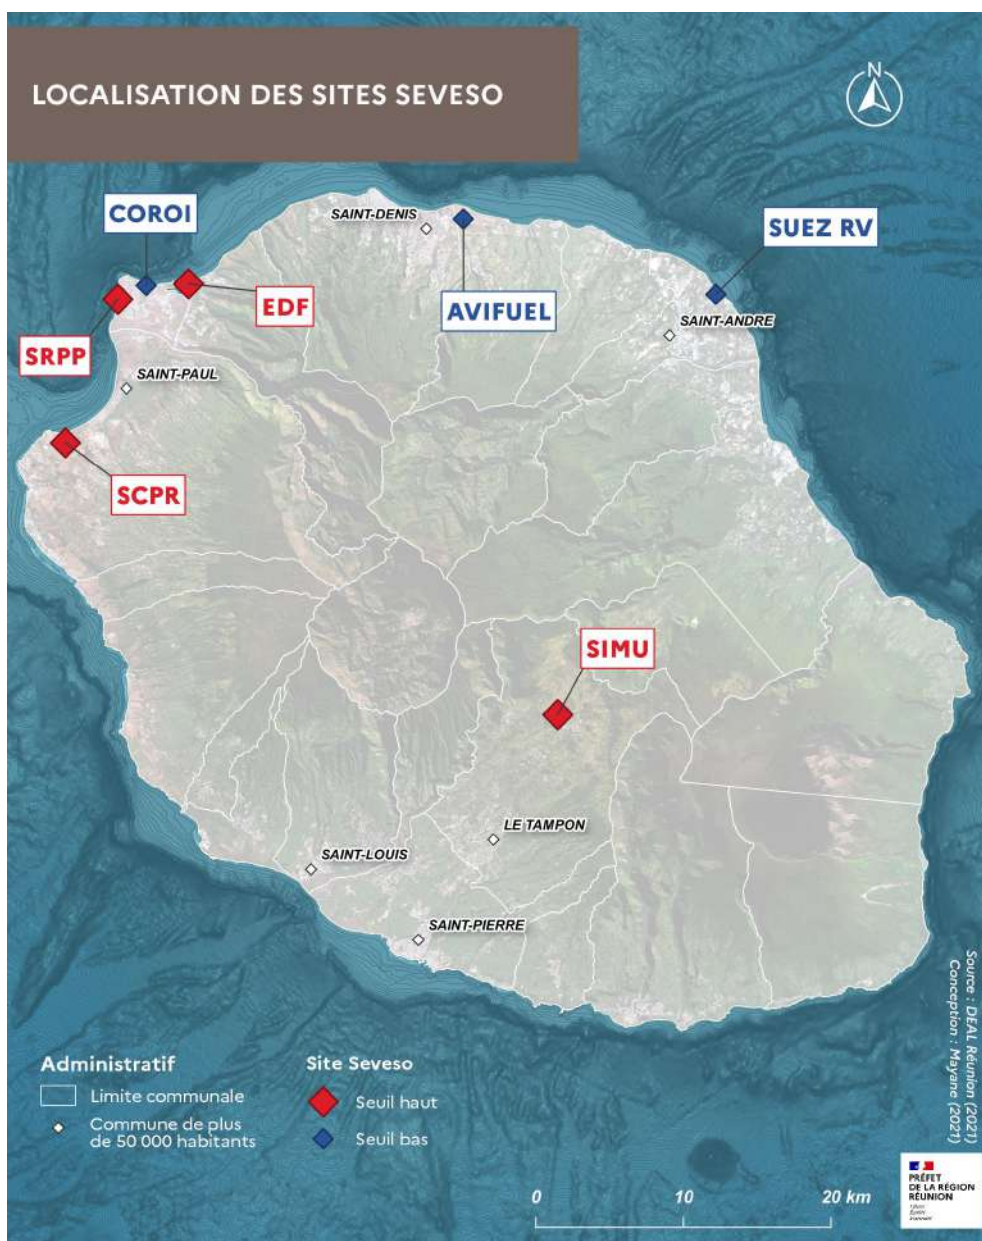 LOCALISATION DES SITES SEVESO
N
COROI
SAINT-DENIS
SUEZ RV
EDF
AVIFUEL
SAINT-ANDRE
SRPP
SAINT-PAUL
SCPR
SIMU
LE TAMPON
SAINT-LOUIS
SAINT-PIERRE
Source : DEAL Réunion (2021)
Conception : Mayane (2021)
Administratif
Limite communale
Commune de plus
de 50 000 habitants
Site Seveso
Seuil haut
Seuil bas
0 10 20 km
PRÉFET
DE LA RÉGION
RÉUNION